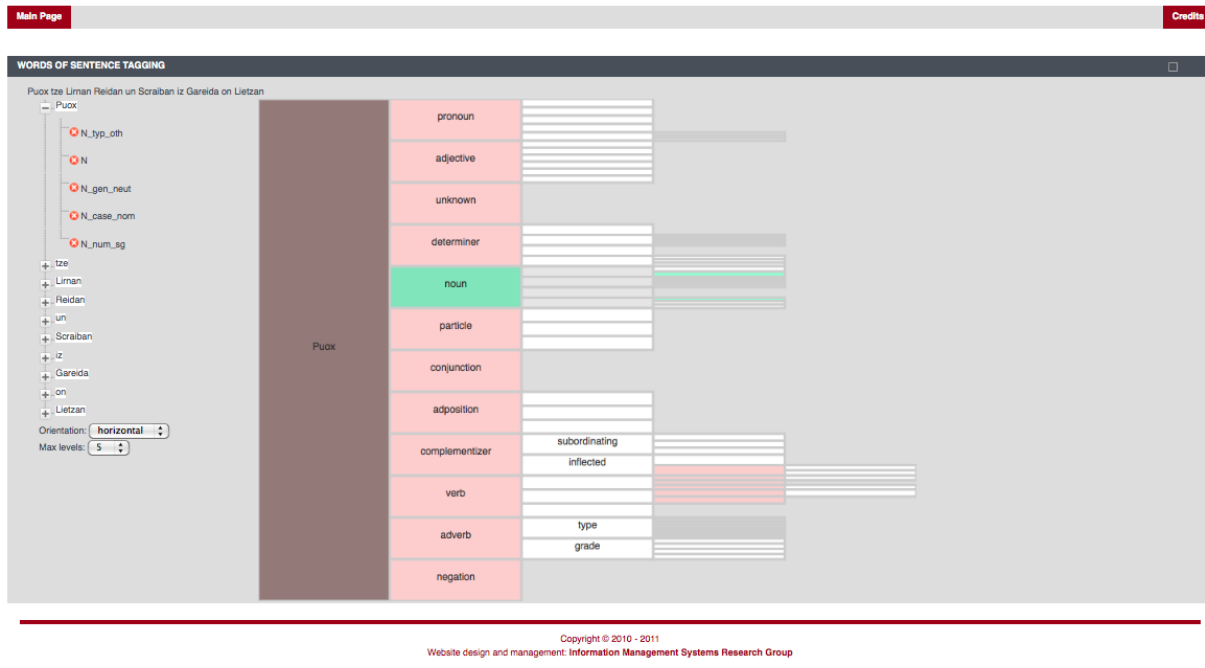 Main Page
Credits
WORDS OF SENTENCE TAGGING
Puox tze Lirnan Reidan un Scraiban iz Gareida on Lietzan
Puox
N_typ_oth
N
N_gen_neut
N_case_nom
N_num_sg
tze
Lirnan
Reidan
un
Scraiban
iz
Gareida
on
Lietzan
Orientation: horizontal
Max levels: 5
Puox
pronoun
adjective
unknown
determiner
noun
particle
conjunction
adposition
complementizer
subordinating
inflected
verb
adverb
type
grade
negation
Copyright © 2010 - 2011
Website design and management: Information Management Systems Research Group